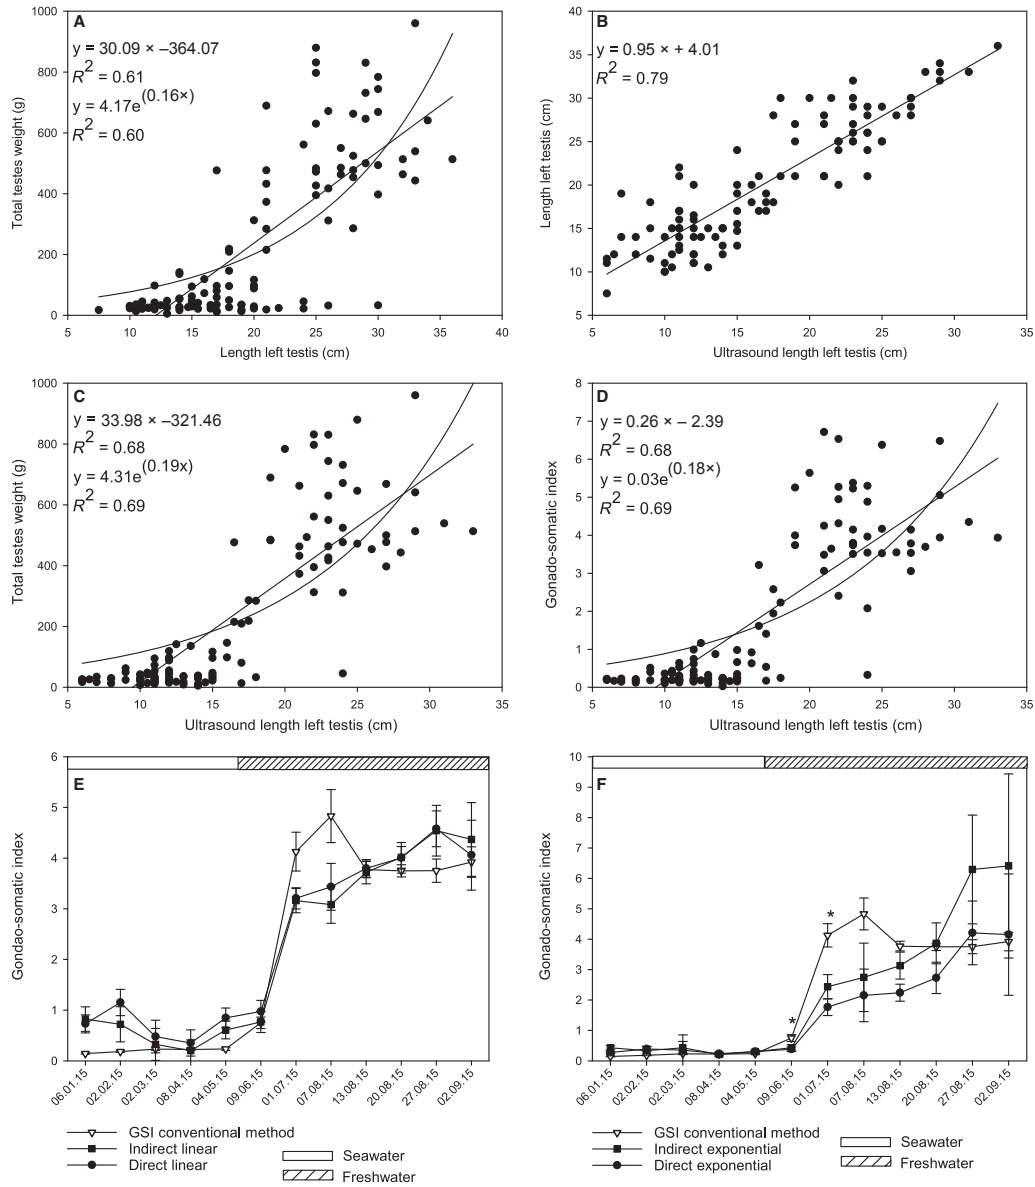 A
y = 30.09 × −364.07
R² = 0.61
y = 4.17e^(0.16×)
R² = 0.60
Total testes weight (g)
1000
800
600
400
200
0
5 10 15 20 25 30 35 40
Length left testis (cm)
B
y = 0.95 × + 4.01
R² = 0.79
Length left testis (cm)
40
35
30
25
20
15
10
5
5 10 15 20 25 30 35
Ultrasound length left testis (cm)
C
y = 33.98 × −321.46
R² = 0.68
y = 4.31e^(0.19x)
R² = 0.69
Total testes weight (g)
1000
800
600
400
200
0
5 10 15 20 25 30 35
Ultrasound length left testis (cm)
D
y = 0.26 × − 2.39
R² = 0.68
y = 0.03e^(0.18×)
R² = 0.69
Gonado-somatic index
8
7
6
5
4
3
2
1
0
5 10 15 20 25 30 35
Ultrasound length left testis (cm)
E
Gondao-somatic index
6
5
4
3
2
1
0
06.01.15 02.02.15 02.03.15 08.04.15 04.05.15 09.06.15 01.07.15 07.08.15 13.08.15 20.08.15 27.08.15 02.09.15
GSI conventional method
Indirect linear
Direct linear
Seawater
Freshwater
F
Gonado-somatic index
10
9
8
7
6
5
4
3
2
1
0
*
*
06.01.15 02.02.15 02.03.15 08.04.15 04.05.15 09.06.15 01.07.15 07.08.15 13.08.15 20.08.15 27.08.15 02.09.15
GSI conventional method
Indirect exponential
Direct exponential
Seawater
Freshwater